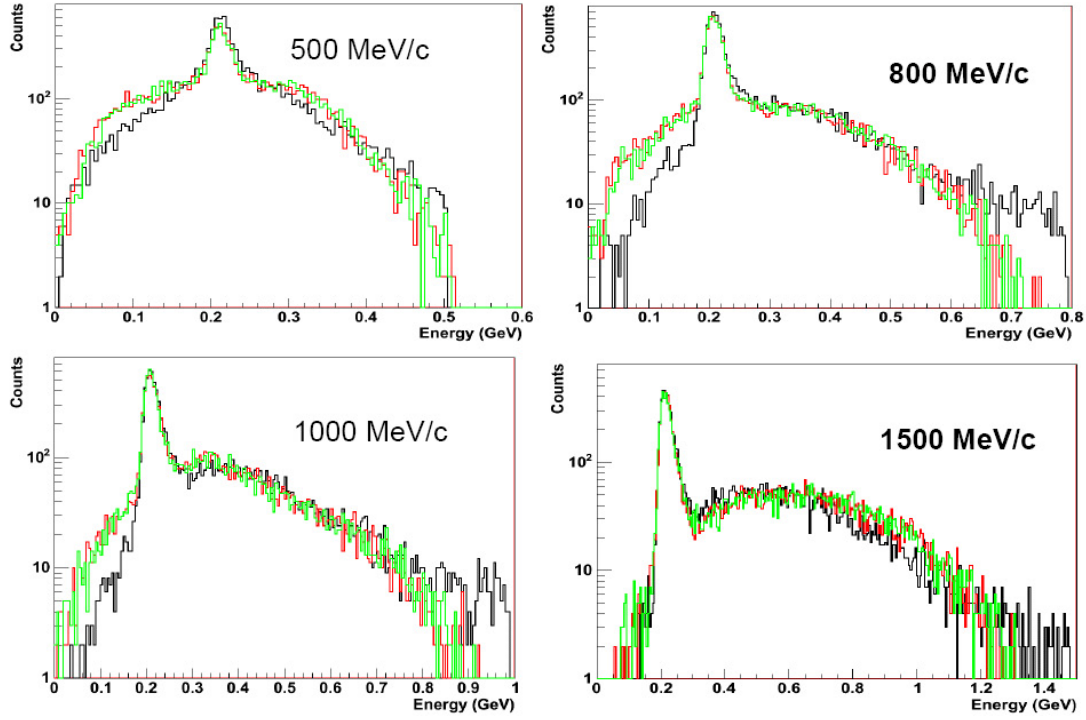 Counts
500 MeV/c
10²
10
1
0 0.1 0.2 0.3 0.4 0.5 0.6
Energy (GeV)
Counts
800 MeV/c
10²
10
1
0 0.1 0.2 0.3 0.4 0.5 0.6 0.7 0.8
Energy (GeV)
Counts
1000 MeV/c
10²
10
1
0 0.1 0.2 0.3 0.4 0.5 0.6 0.7 0.8 0.9 1
Energy (GeV)
Counts
1500 MeV/c
10²
10
1
0 0.2 0.4 0.6 0.8 1 1.2 1.4
Energy (GeV)